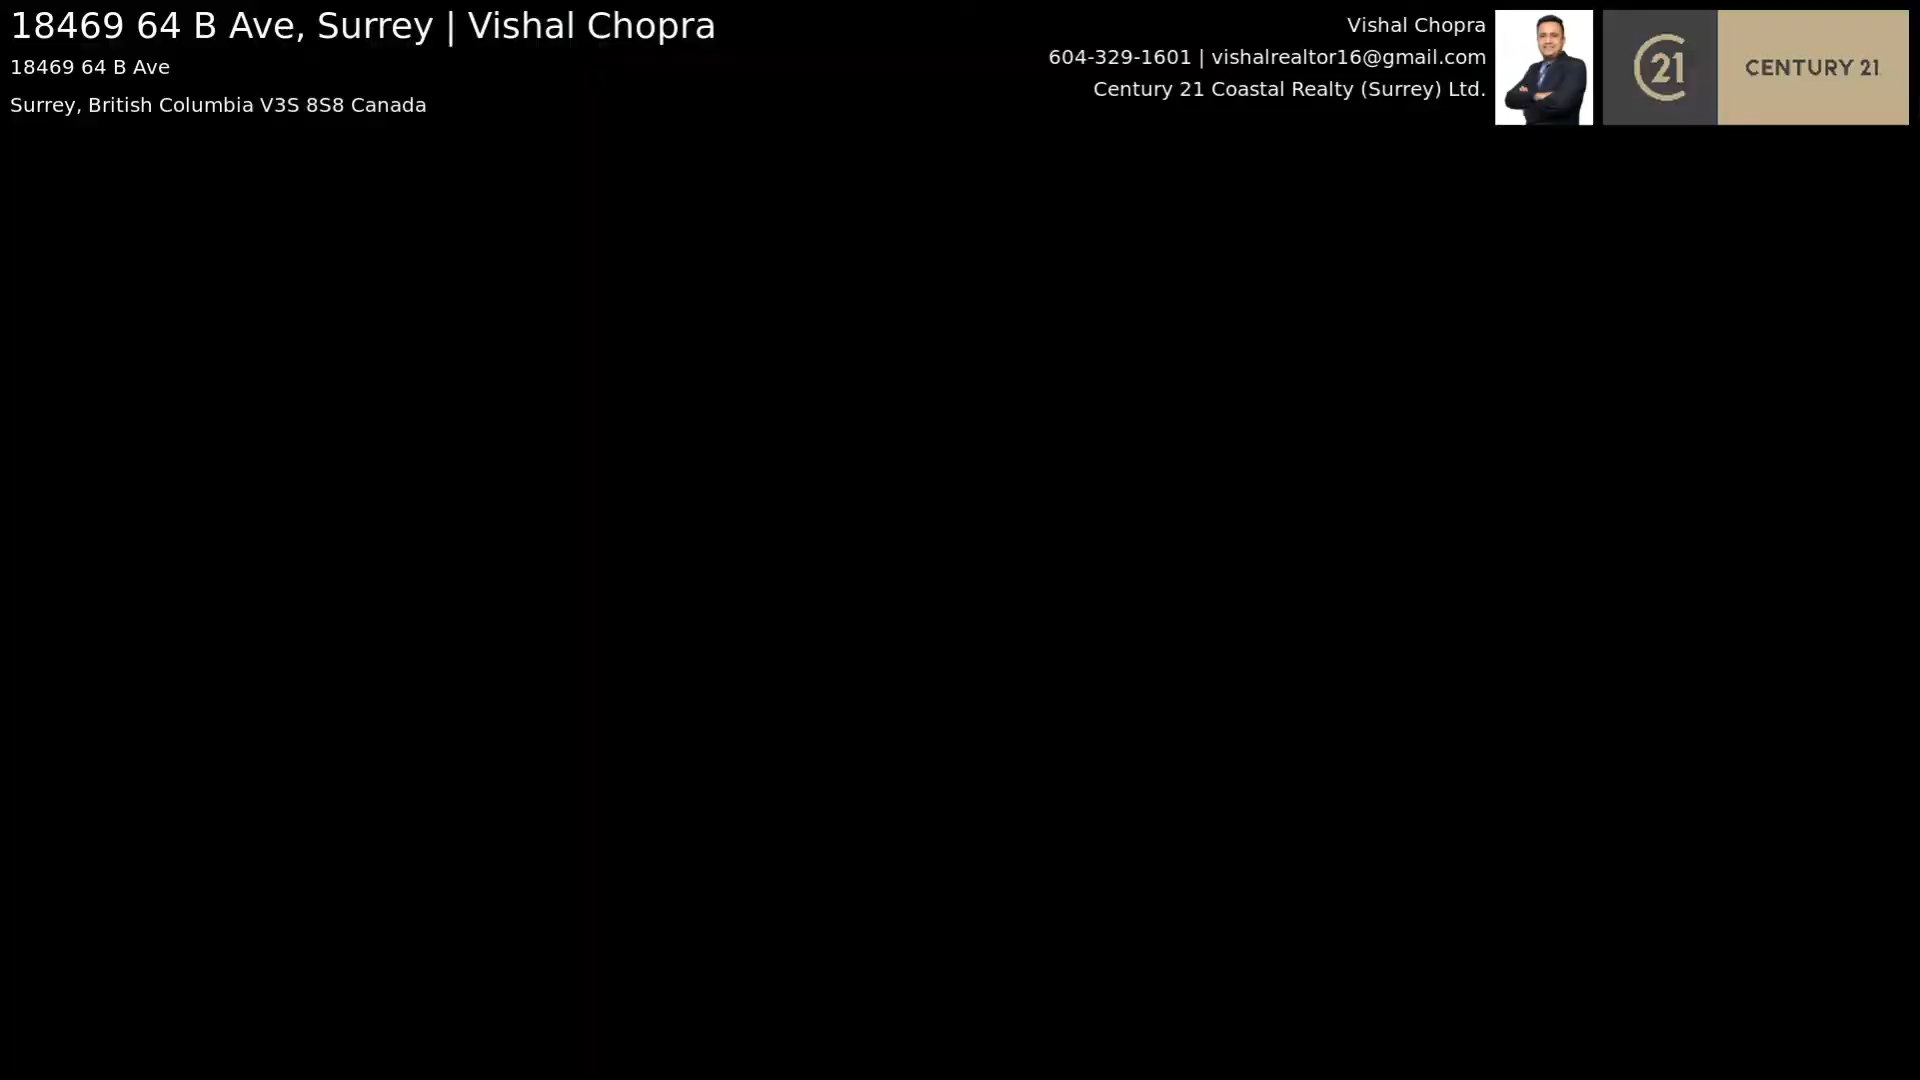 18469 64 B Ave, Surrey | Vishal Chopra
18469 64 B Ave
Surrey, British Columbia V3S 8S8 Canada
Vishal Chopra
604-329-1601 | vishalrealtor16@gmail.com
Century 21 Coastal Realty (Surrey) Ltd.
C21
CENTURY 21